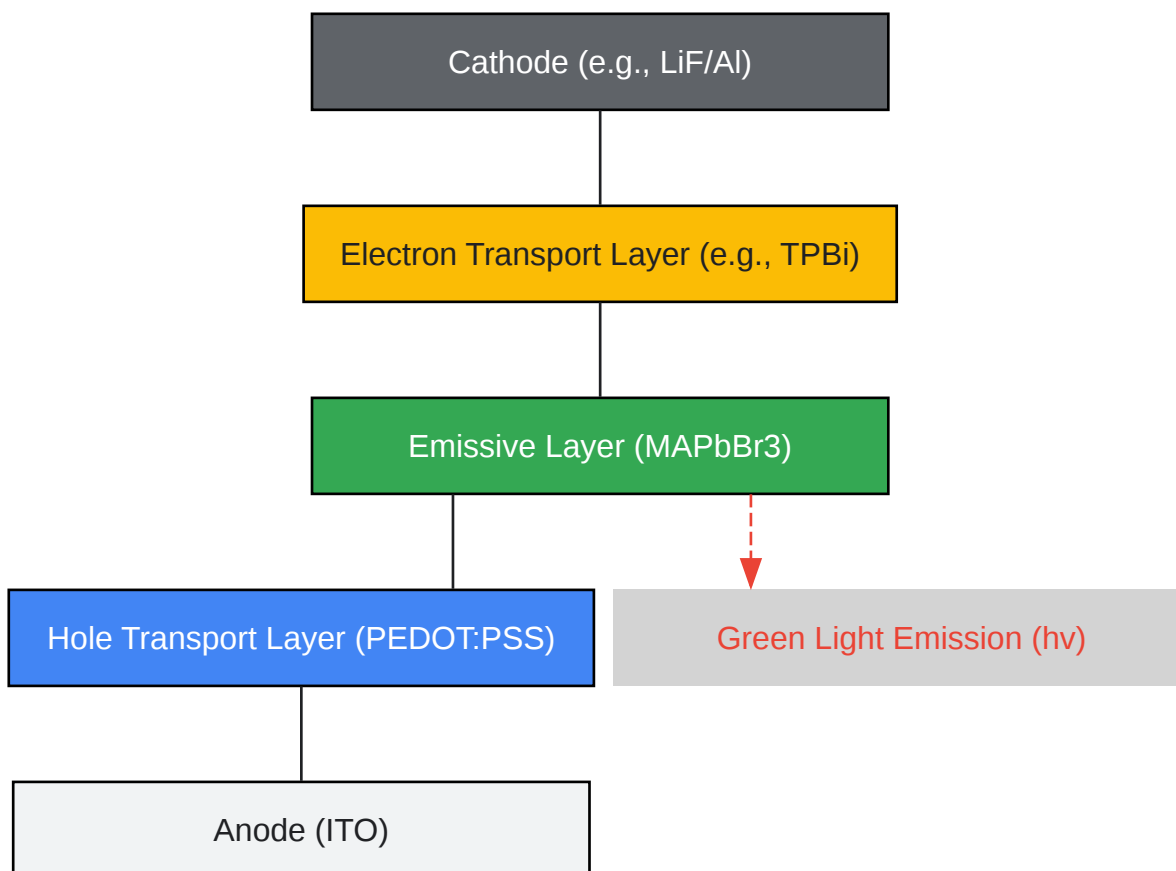 Cathode (e.g., LiF/Al)
Electron Transport Layer (e.g., TPBi)
Emissive Layer (MAPbBr3)
Hole Transport Layer (PEDOT:PSS)
Green Light Emission (hv)
Anode (ITO)